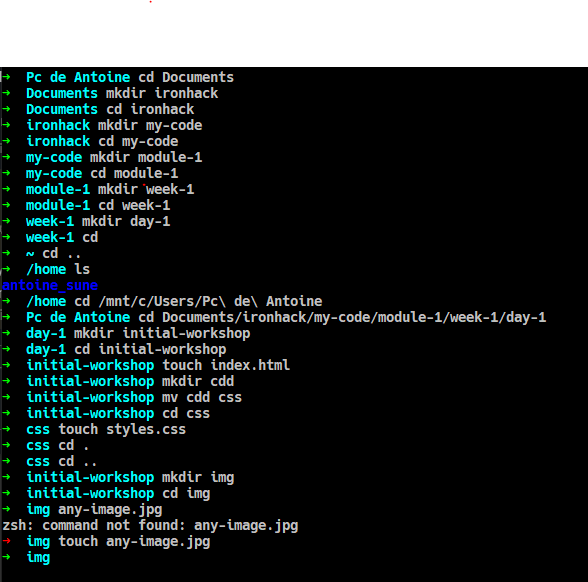 ➜ Pc de Antoine cd Documents
➜ Documents mkdir ironhack
➜ Documents cd ironhack
➜ ironhack mkdir my-code
➜ ironhack cd my-code
➜ my-code mkdir module-1
➜ my-code cd module-1
➜ module-1 mkdir week-1
➜ module-1 cd week-1
➜ week-1 mkdir day-1
➜ week-1 cd
➜ ~ cd ..
➜ /home ls
antoine_sune
➜ /home cd /mnt/c/Users/Pc\ de\ Antoine
➜ Pc de Antoine cd Documents/ironhack/my-code/module-1/week-1/day-1
➜ day-1 mkdir initial-workshop
➜ day-1 cd initial-workshop
➜ initial-workshop touch index.html
➜ initial-workshop mkdir cdd
➜ initial-workshop mv cdd css
➜ initial-workshop cd css
➜ css touch styles.css
➜ css cd .
➜ css cd ..
➜ initial-workshop mkdir img
➜ initial-workshop cd img
➜ img any-image.jpg
zsh: command not found: any-image.jpg
➜ img touch any-image.jpg
➜ img